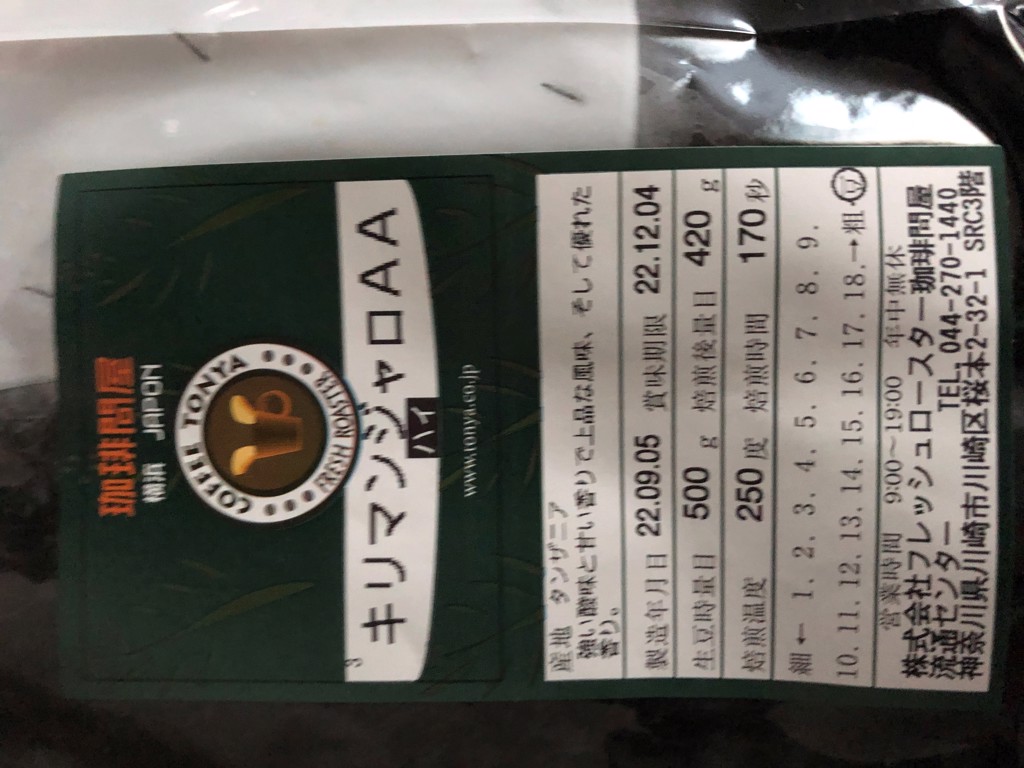 珈琲問屋
横浜 JAPON
COFFEE TONYA
FRESH ROASTER
キリマンジャロAA
ハイ
www.tonya.co.jp
産地 タンザニア
強い酸味と甘い香りで上品な風味、そして優れた
香り。
製造年月日 22.09.05 賞味期限 22.12.04
生豆時量目 500 g 焙煎後量目 420 g
焙煎温度 250 度 焙煎時間 170 秒
細← 1. 2. 3. 4. 5. 6. 7. 8. 9.
10. 11. 12. 13. 14. 15. 16. 17. 18.→粗 豆
営業時間 9:00～19:00 年中無休
株式会社フレッシュロースター珈琲問屋
流通センター TEL. 044-270-1440
神奈川県川崎市川崎区桜本2-32-1 SRC3階